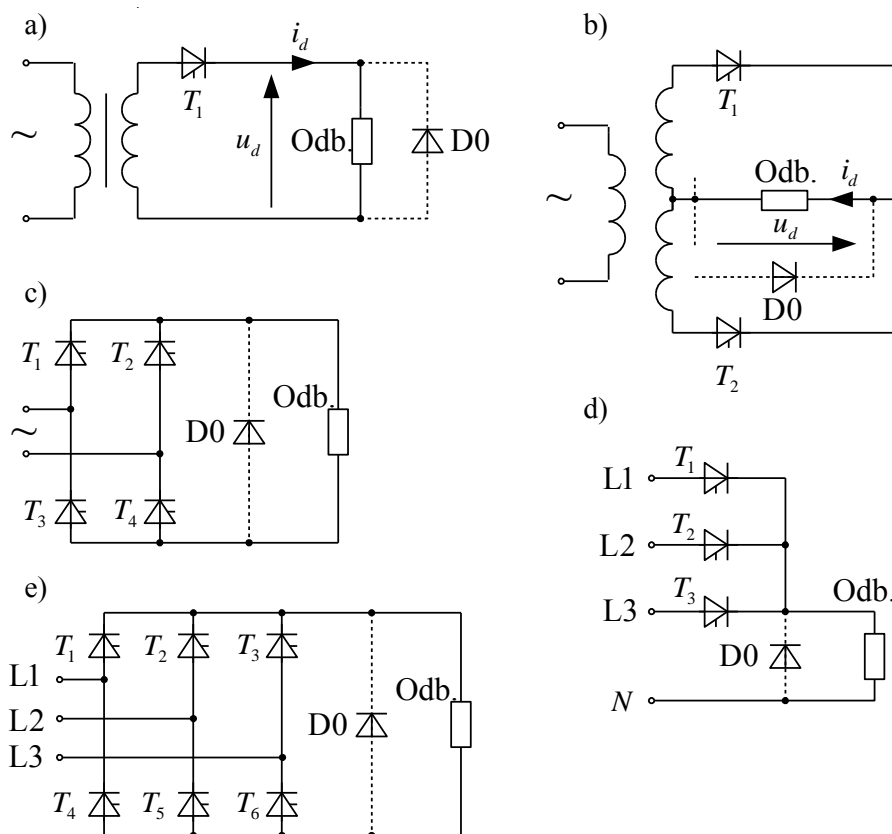 a)
i_d
T_1
u_d
Odb.
D0
~
b)
T_1
Odb.
i_d
u_d
D0
T_2
~
c)
T_1
T_2
Odb.
D0
~
T_3
T_4
d)
L1
T_1
L2
T_2
L3
T_3
Odb.
D0
N
e)
T_1
T_2
T_3
L1
L2
L3
D0
Odb.
T_4
T_5
T_6